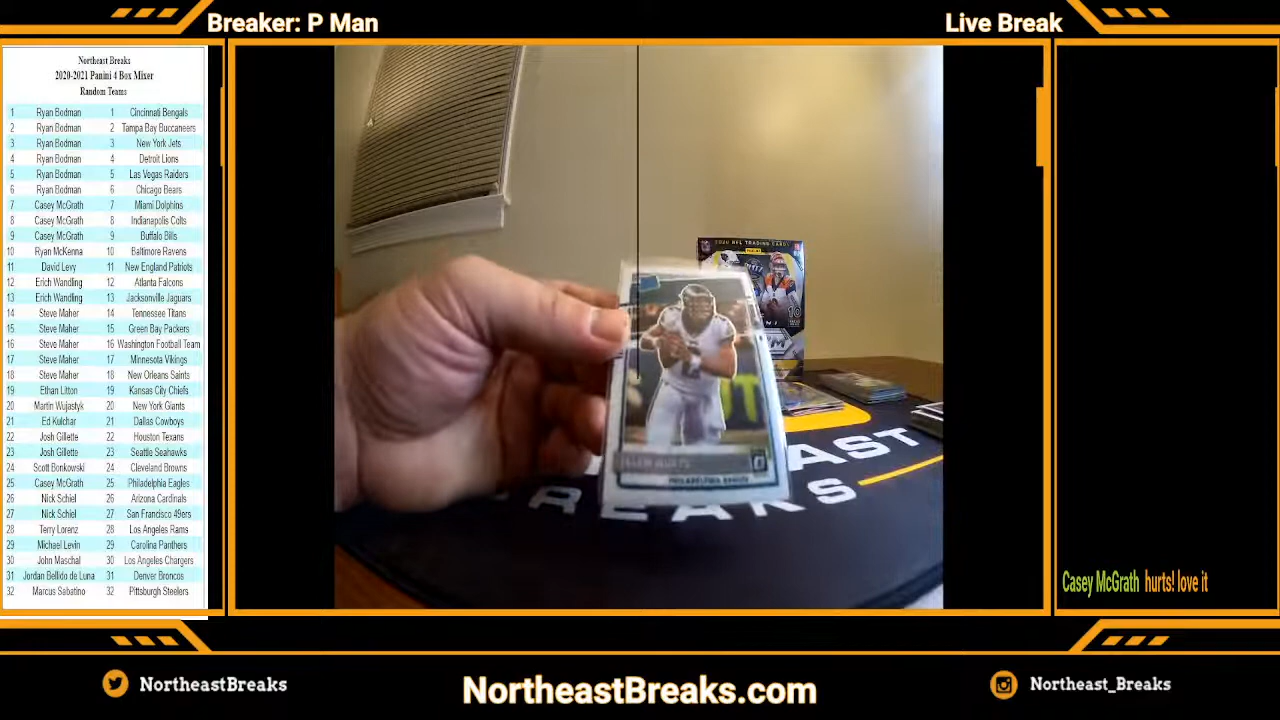 Breaker: P Man
Live Break
Northeast Breaks
2020-2021 Panini 4 Box Mixer
Random Teams
1 Ryan Bodman 1 Cincinnati Bengals
2 Ryan Bodman 2 Tampa Bay Buccaneers
3 Ryan Bodman 3 New York Jets
4 Ryan Bodman 4 Detroit Lions
5 Ryan Bodman 5 Las Vegas Raiders
6 Ryan Bodman 6 Chicago Bears
7 Casey McGrath 7 Miami Dolphins
8 Casey McGrath 8 Indianapolis Colts
9 Casey McGrath 9 Buffalo Bills
10 Ryan McKenna 10 Baltimore Ravens
11 David Levy 11 New England Patriots
12 Erich Wandling 12 Atlanta Falcons
13 Erich Wandling 13 Jacksonville Jaguars
14 Steve Maher 14 Tennessee Titans
15 Steve Maher 15 Green Bay Packers
16 Steve Maher 16 Washington Football Team
17 Steve Maher 17 Minnesota Vikings
18 Steve Maher 18 New Orleans Saints
19 Ethan Litton 19 Kansas City Chiefs
20 Martin Wujastyk 20 New York Giants
21 Ed Kulchar 21 Dallas Cowboys
22 Josh Gillette 22 Houston Texans
23 Josh Gillette 23 Seattle Seahawks
24 Scott Bonkowski 24 Cleveland Browns
25 Casey McGrath 25 Philadelphia Eagles
26 Nick Schiel 26 Arizona Cardinals
27 Nick Schiel 27 San Francisco 49ers
28 Terry Lorenz 28 Los Angeles Rams
29 Michael Levin 29 Carolina Panthers
30 John Maschal 30 Los Angeles Chargers
31 Jordan Bellido de Luna 31 Denver Broncos
32 Marcus Sabatino 32 Pittsburgh Steelers
2020 NFL TRADING CARDS
10
AST
BREAKS
PHILADELPHIA EAGLES
Casey McGrath hurts! love it
NortheastBreaks
NortheastBreaks.com
Northeast_Breaks